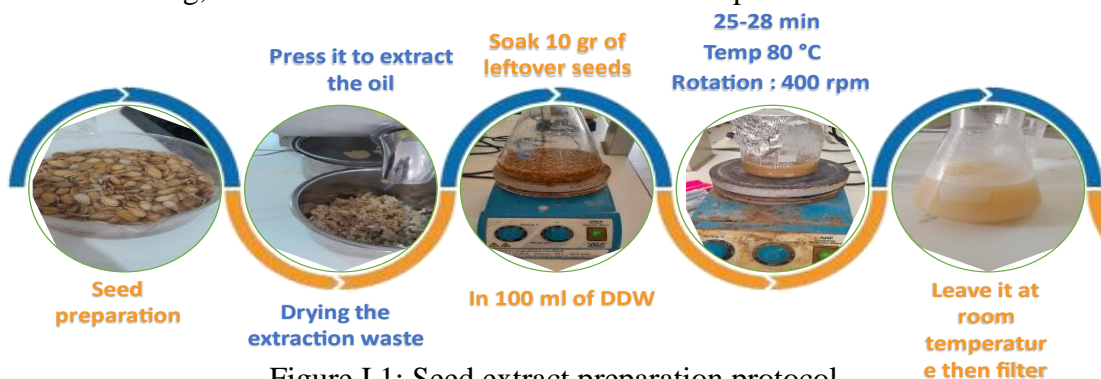 Press it to extract
the oil
Soak 10 gr of
leftover seeds
25-28 min
Temp 80 °C
Rotation : 400 rpm
Seed
preparation
Drying the
extraction waste
In 100 ml of DDW
Leave it at
room
temperatur
e then filter
Figure I.1: Seed extract preparation protocol